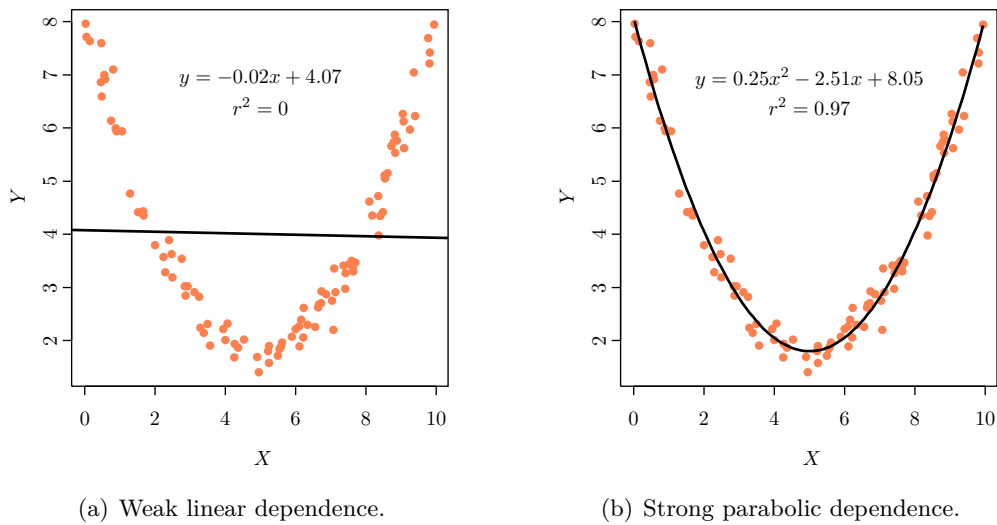 8
7
6
5
4
3
2
Y
y = −0.02x + 4.07
r² = 0
0 2 4 6 8 10
X
(a) Weak linear dependence.
8
7
6
5
4
3
2
Y
y = 0.25x² − 2.51x + 8.05
r² = 0.97
0 2 4 6 8 10
X
(b) Strong parabolic dependence.